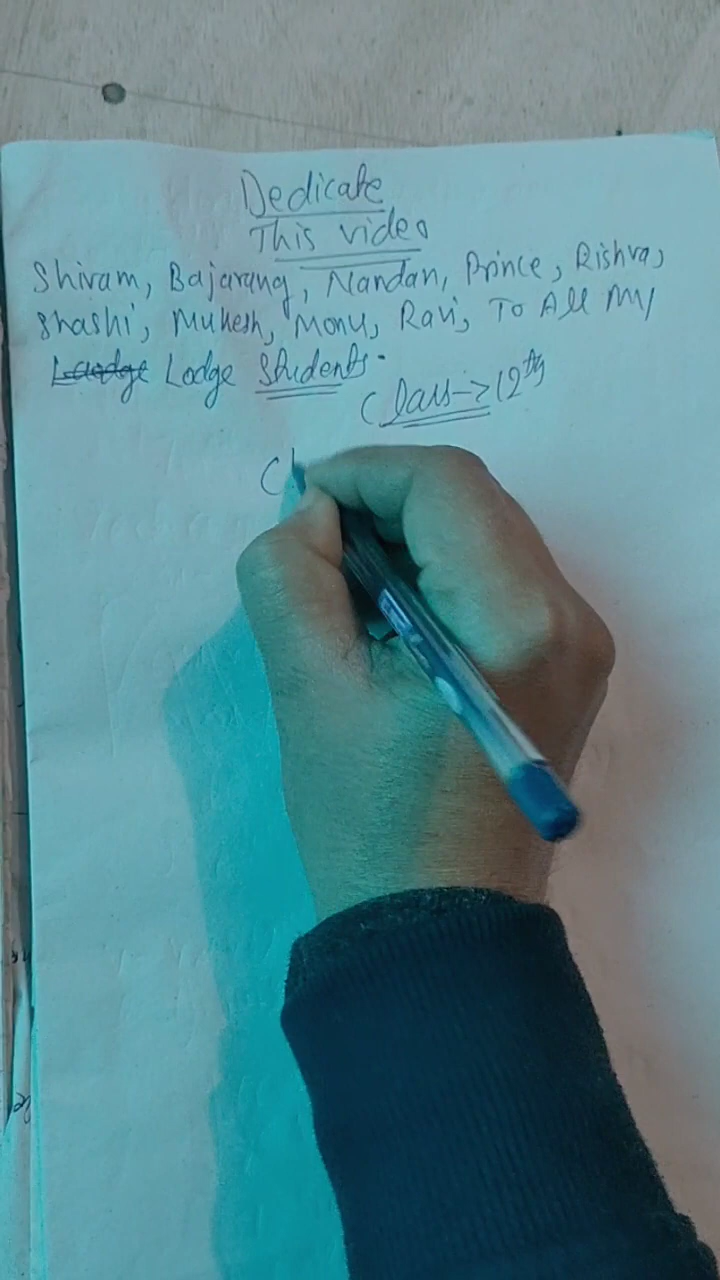 Dedicate
This video
Shivam, Bajarang, Nandan, Prince, Rishva,
Shashi, Mukesh, Monu, Ravi, To All My
Lodge Students.
Class-> 12th
Cl